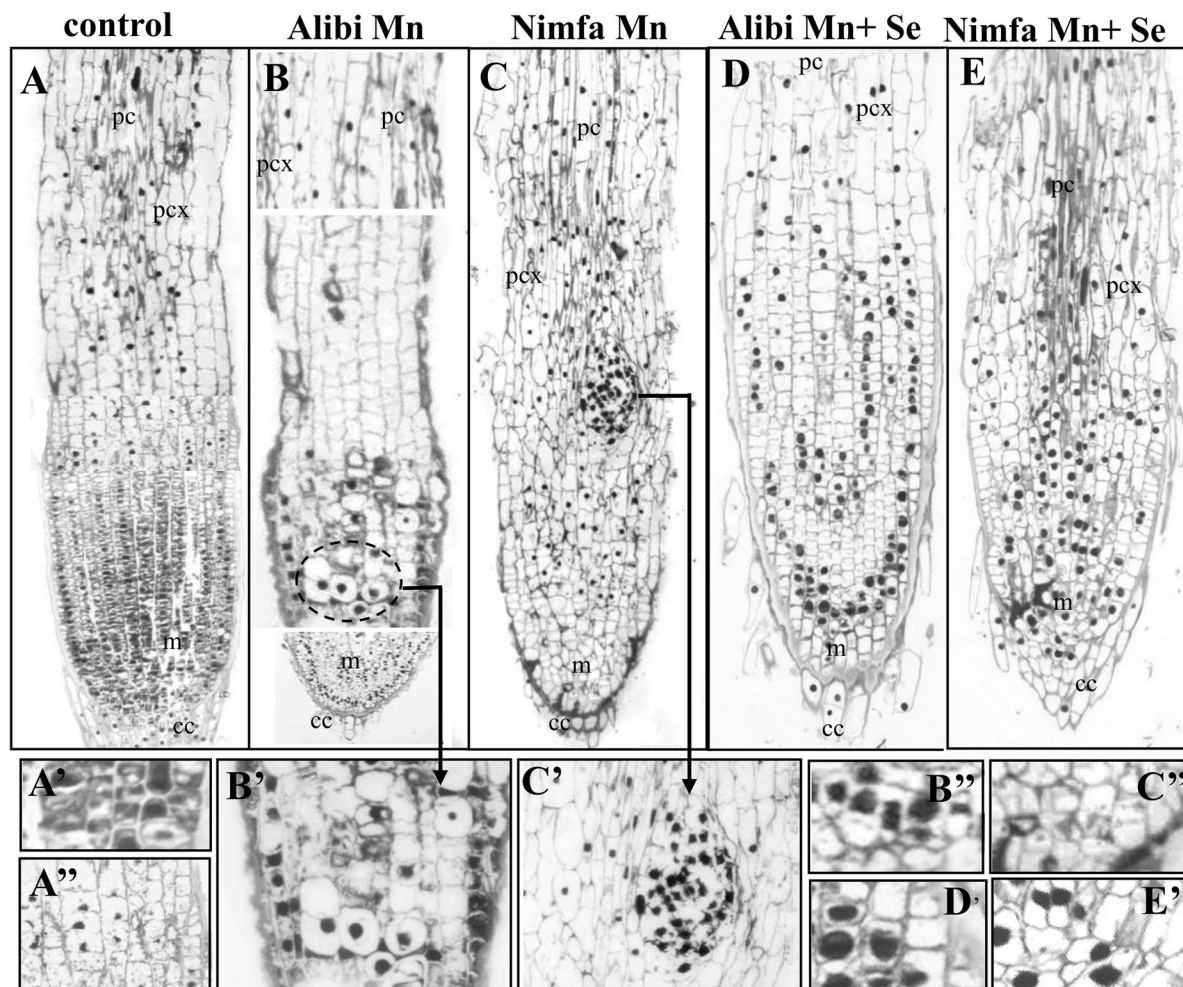 control Alibi Mn Nimfa Mn Alibi Mn+ Se Nimfa Mn+ Se
A B C D E
pc pc pc pc pc
pcx pcx pcx pcx pcx
m m m m m
cc cc cc cc cc
A’ B’ C’ B’’ C’’
A’’ D’ E’